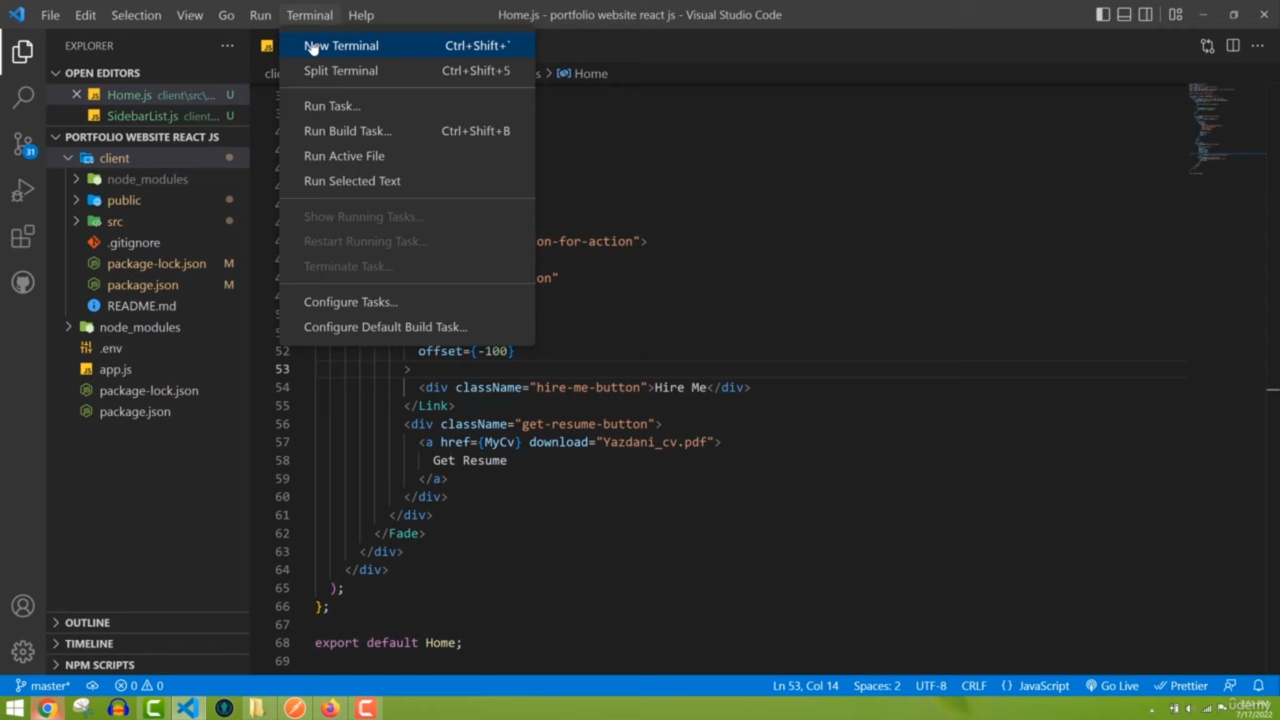 File Edit Selection View Go Run Terminal Help Home.js - portfolio website react js - Visual Studio Code
EXPLORER
OPEN EDITORS
Home.js client\src\... U
SidebarList.js client... U
PORTFOLIO WEBSITE REACT JS
client
node_modules
public
src
.gitignore
package-lock.json M
package.json M
README.md
node_modules
.env
app.js
package-lock.json
package.json
OUTLINE
TIMELINE
NPM SCRIPTS
31
New Terminal Ctrl+Shift+`
Split Terminal Ctrl+Shift+5
Run Task...
Run Build Task... Ctrl+Shift+B
Run Active File
Run Selected Text
Show Running Tasks...
Restart Running Task...
Terminate Task...
Configure Tasks...
Configure Default Build Task...
s > Home
on-for-action">
on"
52 offset={-100}
53 >
54 <div className="hire-me-button">Hire Me</div>
55 </Link>
56 <div className="get-resume-button">
57 <a href={MyCv} download="Yazdani_cv.pdf">
58 Get Resume
59 </a>
60 </div>
61 </div>
62 </Fade>
63 </div>
64 </div>
65 );
66 };
67
68 export default Home;
69
master* 0 0 Ln 53, Col 14 Spaces: 2 UTF-8 CRLF {} JavaScript Go Live Prettier
7/17/2022